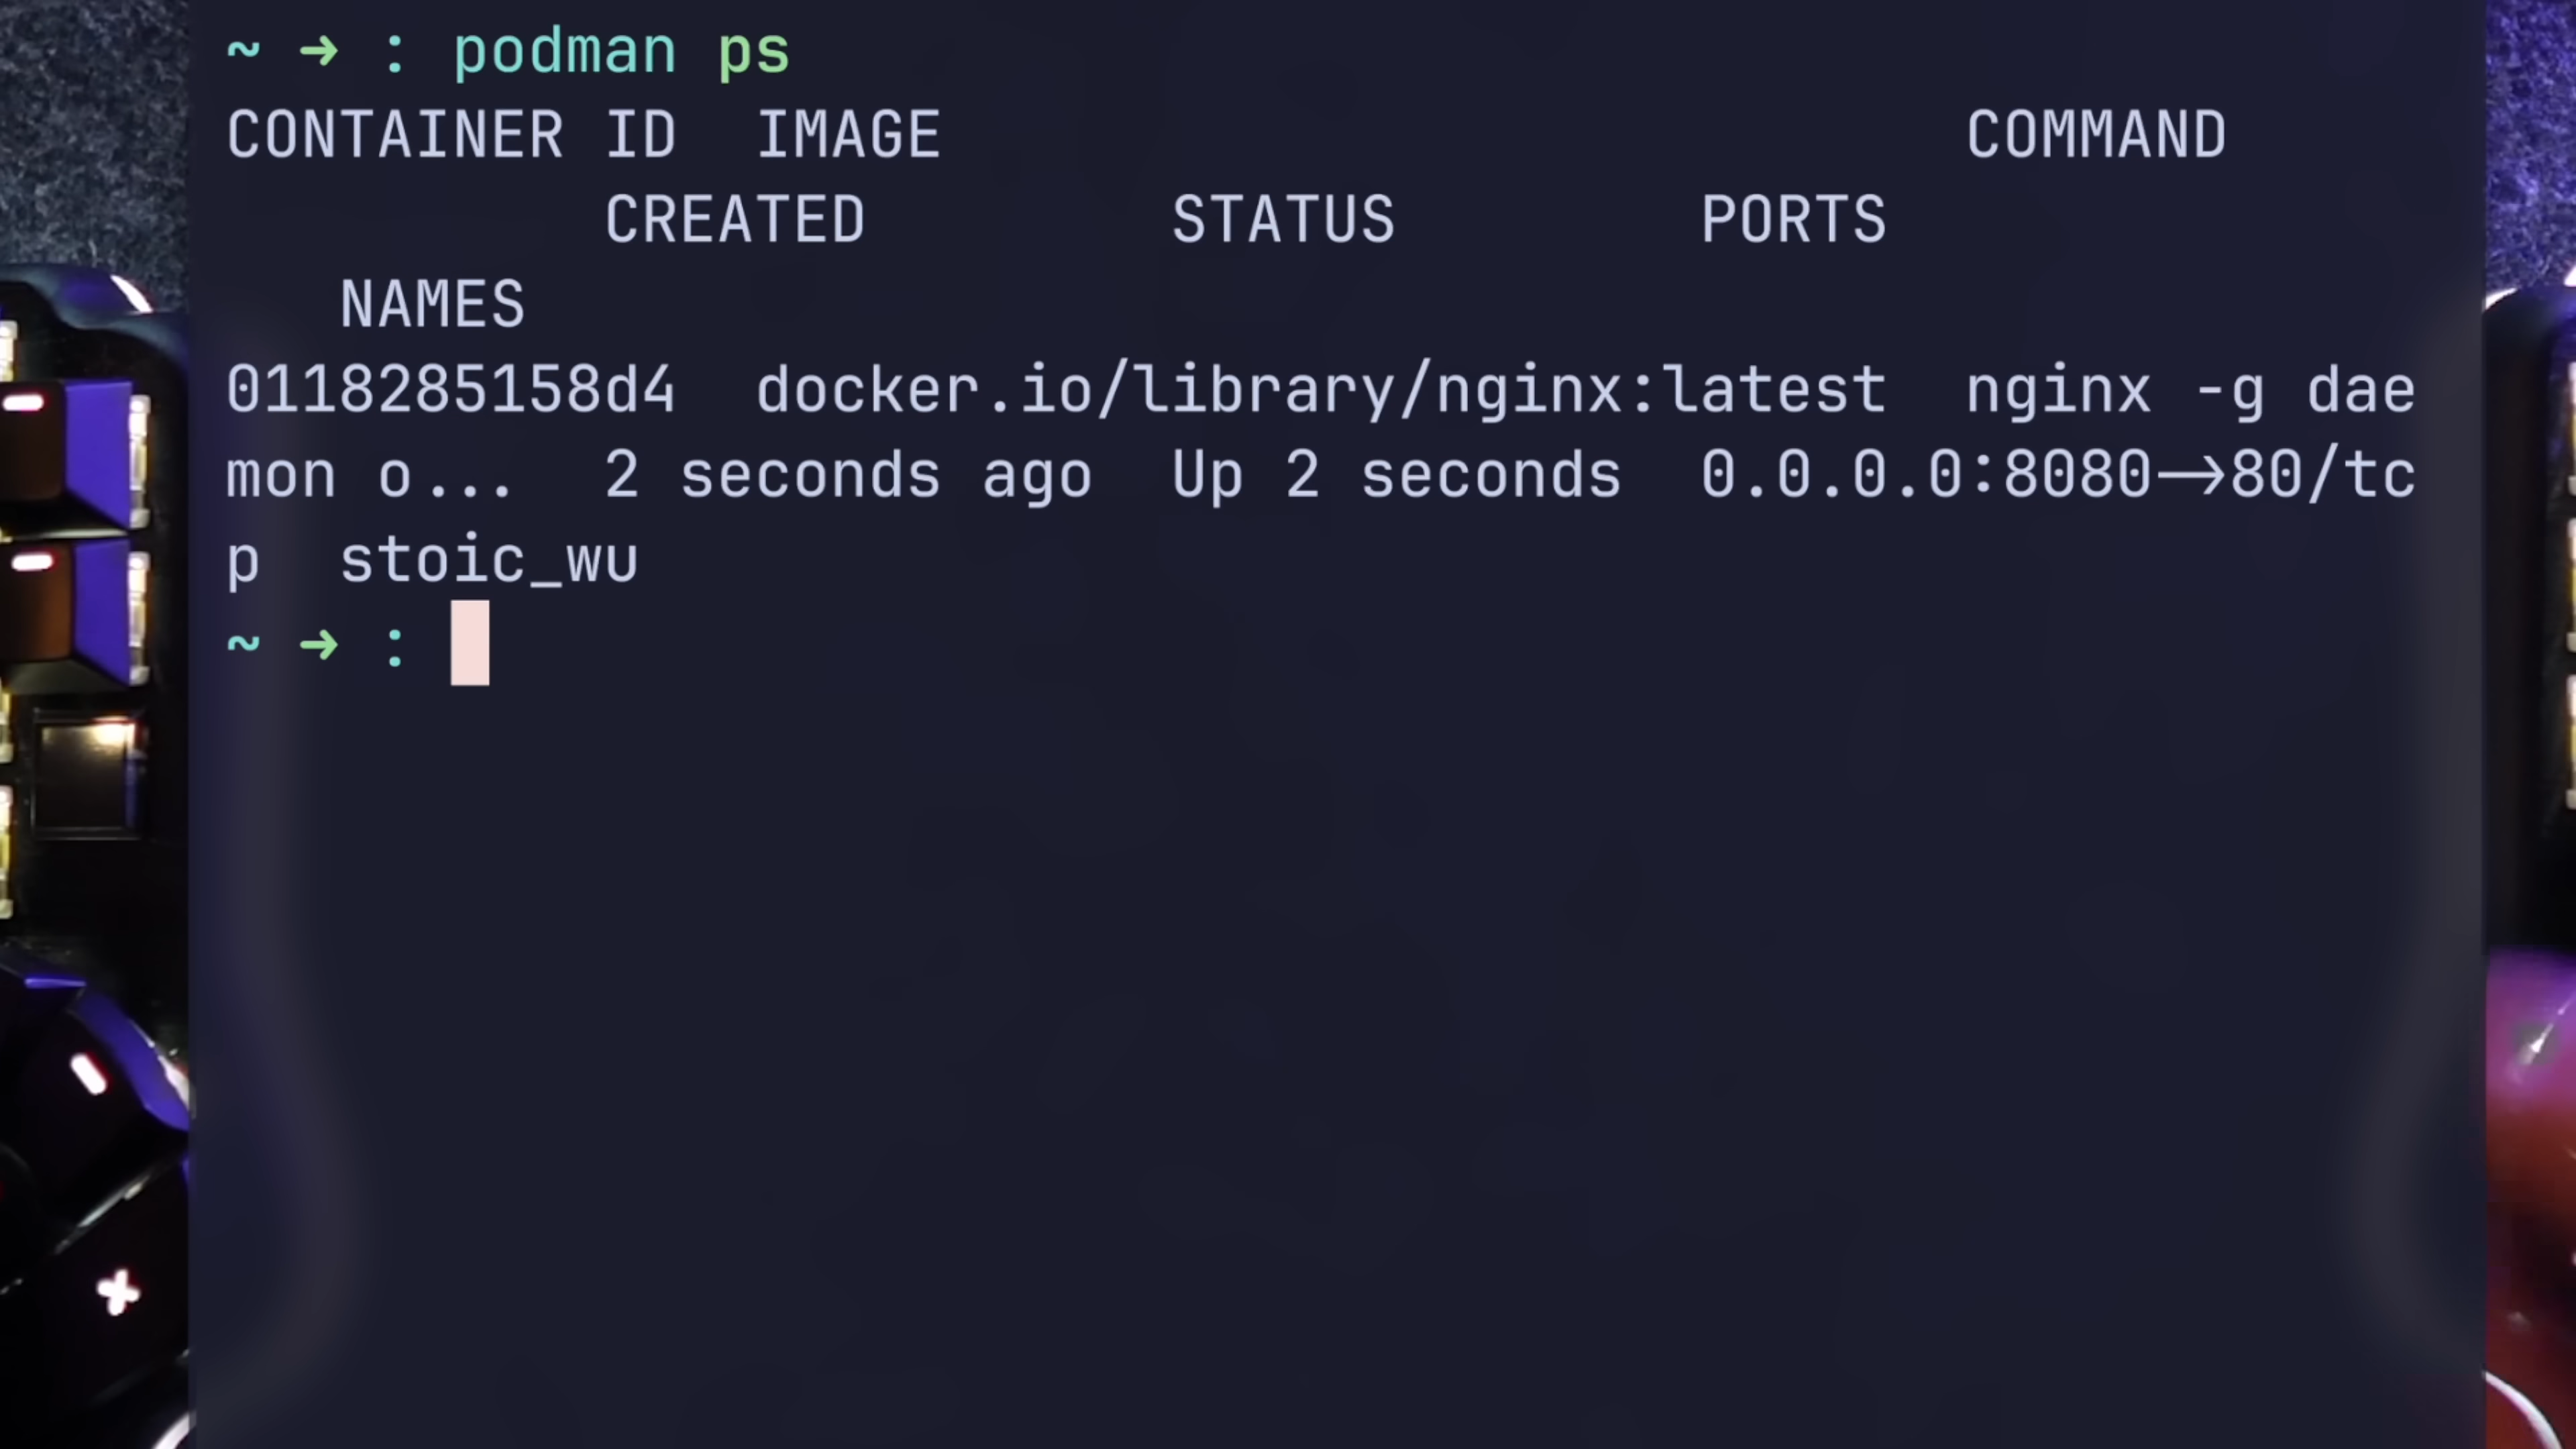 ~ → : podman ps
CONTAINER ID  IMAGE                           COMMAND
          CREATED        STATUS        PORTS
   NAMES
0118285158d4  docker.io/library/nginx:latest  nginx -g dae
mon o...  2 seconds ago  Up 2 seconds  0.0.0.0:8080->80/tc
p  stoic_wu
~ → :